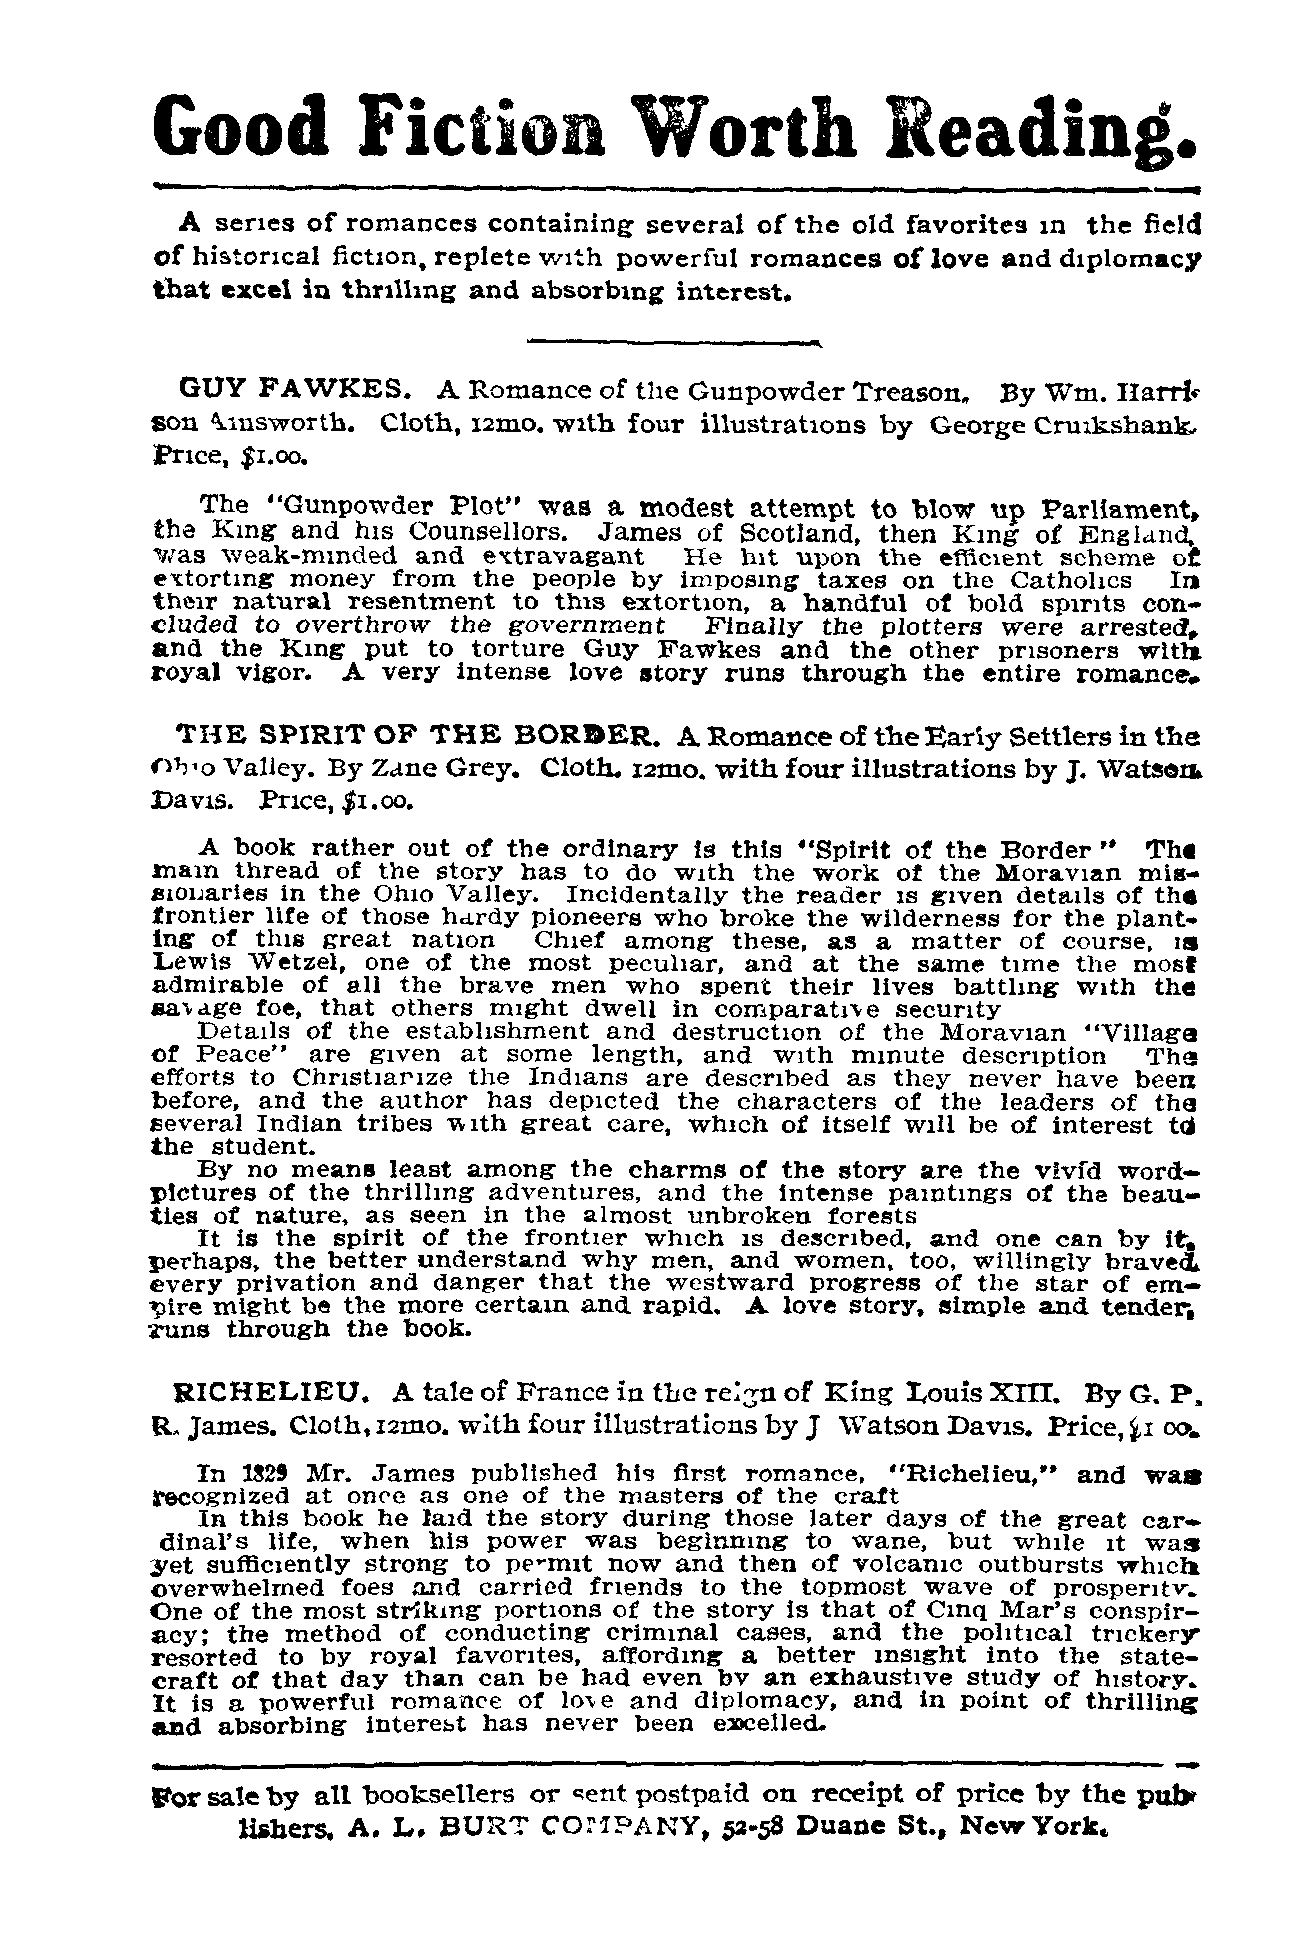 Good Fiction Worth Reading.
A series of romances containing several of the old favorites in the field
of historical fiction, replete with powerful romances of love and diplomacy
that excel in thrilling and absorbing interest.
GUY FAWKES. A Romance of the Gunpowder Treason. By Wm. Harri-
son Ainsworth. Cloth, 12mo. with four illustrations by George Cruikshank.
Price, $1.00.
The "Gunpowder Plot" was a modest attempt to blow up Parliament,
the King and his Counsellors. James of Scotland, then King of England,
was weak-minded and extravagant He hit upon the efficient scheme of
extorting money from the people by imposing taxes on the Catholics In
their natural resentment to this extortion, a handful of bold spirits con-
cluded to overthrow the government Finally the plotters were arrested,
and the King put to torture Guy Fawkes and the other prisoners with
royal vigor. A very intense love story runs through the entire romance.
THE SPIRIT OF THE BORDER. A Romance of the Early Settlers in the
Ohio Valley. By Zane Grey. Cloth. 12mo. with four illustrations by J. Watson
Davis. Price, $1.00.
A book rather out of the ordinary is this "Spirit of the Border" The
main thread of the story has to do with the work of the Moravian mis-
sionaries in the Ohio Valley. Incidentally the reader is given details of the
frontier life of those hardy pioneers who broke the wilderness for the plant-
ing of this great nation Chief among these, as a matter of course, is
Lewis Wetzel, one of the most peculiar, and at the same time the most
admirable of all the brave men who spent their lives battling with the
savage foe, that others might dwell in comparative security
Details of the establishment and destruction of the Moravian "Village
of Peace" are given at some length, and with minute description The
efforts to Christianize the Indians are described as they never have been
before, and the author has depicted the characters of the leaders of the
several Indian tribes with great care, which of itself will be of interest to
the student.
By no means least among the charms of the story are the vivid word-
pictures of the thrilling adventures, and the intense paintings of the beau-
ties of nature, as seen in the almost unbroken forests
It is the spirit of the frontier which is described, and one can by it,
perhaps, the better understand why men, and women, too, willingly braved
every privation and danger that the westward progress of the star of em-
pire might be the more certain and rapid. A love story, simple and tender,
runs through the book.
RICHELIEU. A tale of France in the reign of King Louis XIII. By G. P.
R. James. Cloth, 12mo. with four illustrations by J Watson Davis. Price, $1 00.
In 1829 Mr. James published his first romance, "Richelieu," and was
recognized at once as one of the masters of the craft
In this book he laid the story during those later days of the great car-
dinal's life, when his power was beginning to wane, but while it was
yet sufficiently strong to permit now and then of volcanic outbursts which
overwhelmed foes and carried friends to the topmost wave of prosperity.
One of the most striking portions of the story is that of Cinq Mar's conspir-
acy; the method of conducting criminal cases, and the political trickery
resorted to by royal favorites, affording a better insight into the state-
craft of that day than can be had even by an exhaustive study of history.
It is a powerful romance of love and diplomacy, and in point of thrilling
and absorbing interest has never been excelled.
For sale by all booksellers or sent postpaid on receipt of price by the pub-
lishers, A. L. BURT COMPANY, 52-58 Duane St., New York.